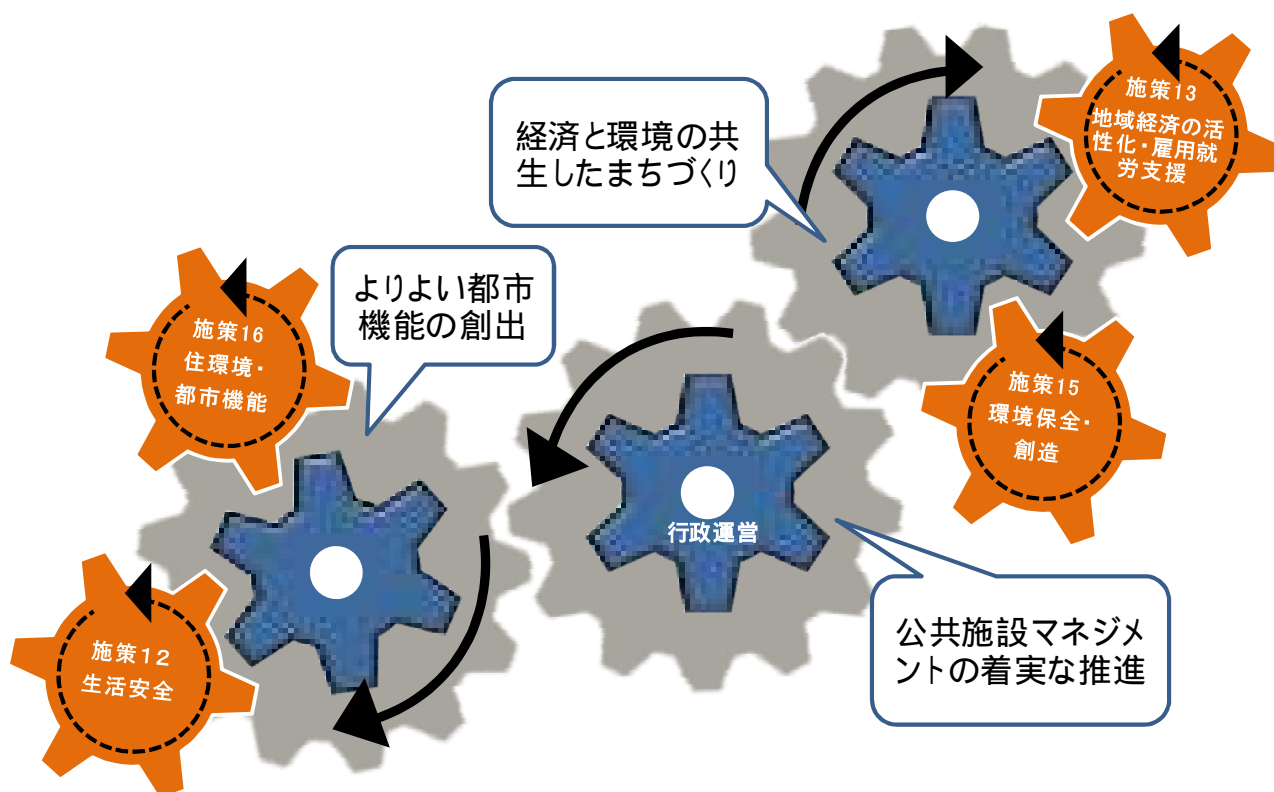 経済と環境の共
生したまちづくり
施策13
地域経済の活
性化・雇用就
労支援
よりよい都市
機能の創出
施策16
住環境・
都市機能
施策15
環境保全・
創造
行政運営
公共施設マネジメ
ントの着実な推進
施策12
生活安全